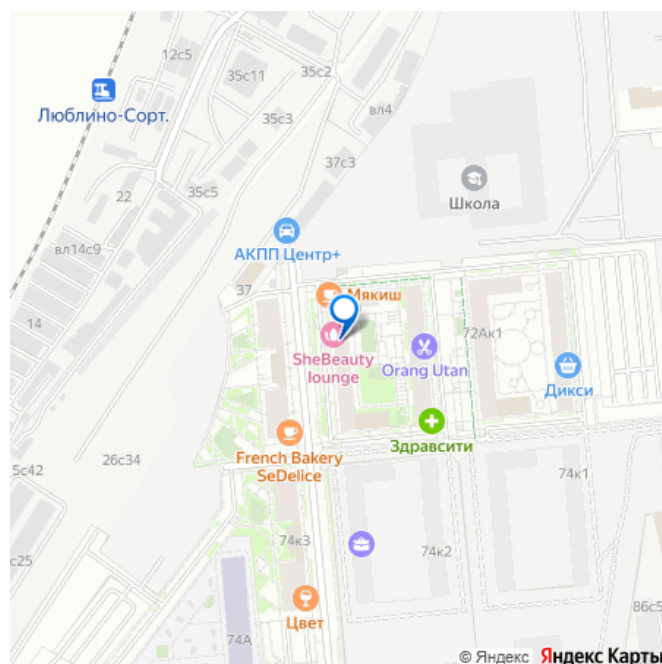 12с5
35с11
35с2
Люблино-Сорт.
35с3
вл4
37с3
22
35с5
Школа
вл14с9
АКПП Центр+
37
Мякиш
14
72Ак1
SheBeauty
lounge
Orang Utan
Дикси
Здравсити
26с34
French Bakery
SeDelice
5с42
74к1
74к3
74к2
с25
86с5
Цвет
74А
© Яндекс Яндекс Карты